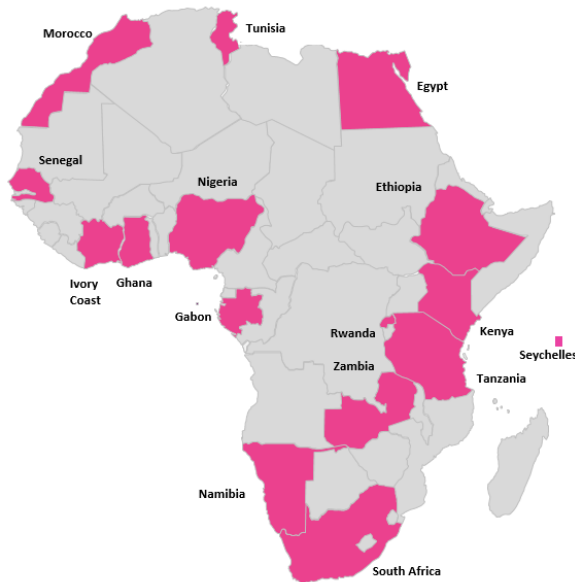 Morocco
Tunisia
Egypt
Senegal
Nigeria
Ethiopia
Ivory
Coast
Ghana
Gabon
Rwanda
Kenya
Seychelles
Zambia
Tanzania
Namibia
South Africa